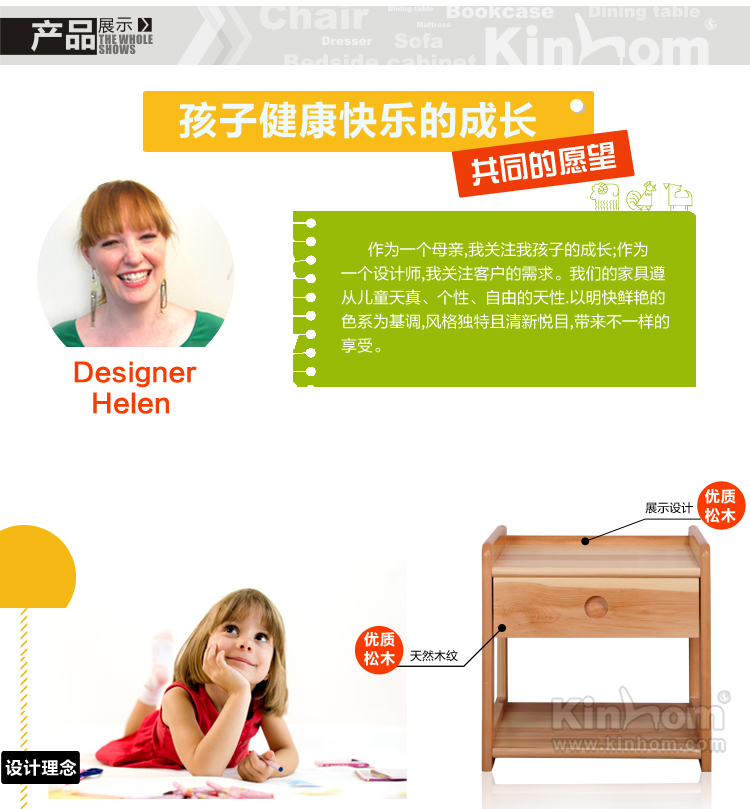 产品展示
THE WHOLE
SHOWS
Chair
Dining table
Mattress
Bookcase
Dining table
Dresser
Sofa
Kinhom
Bedside cabinet
孩子健康快乐的成长
共同的愿望
作为一个母亲,我关注我孩子的成长;作为
一个设计师,我关注客户的需求。我们的家具遵
从儿童天真、个性、自由的天性.以明快鲜艳的
色系为基调,风格独特且清新悦目,带来不一样的
享受。
Designer
Helen
展示设计
优质
松木
优质
松木
天然木纹
Kinhom
www.kinhom.com
设计理念